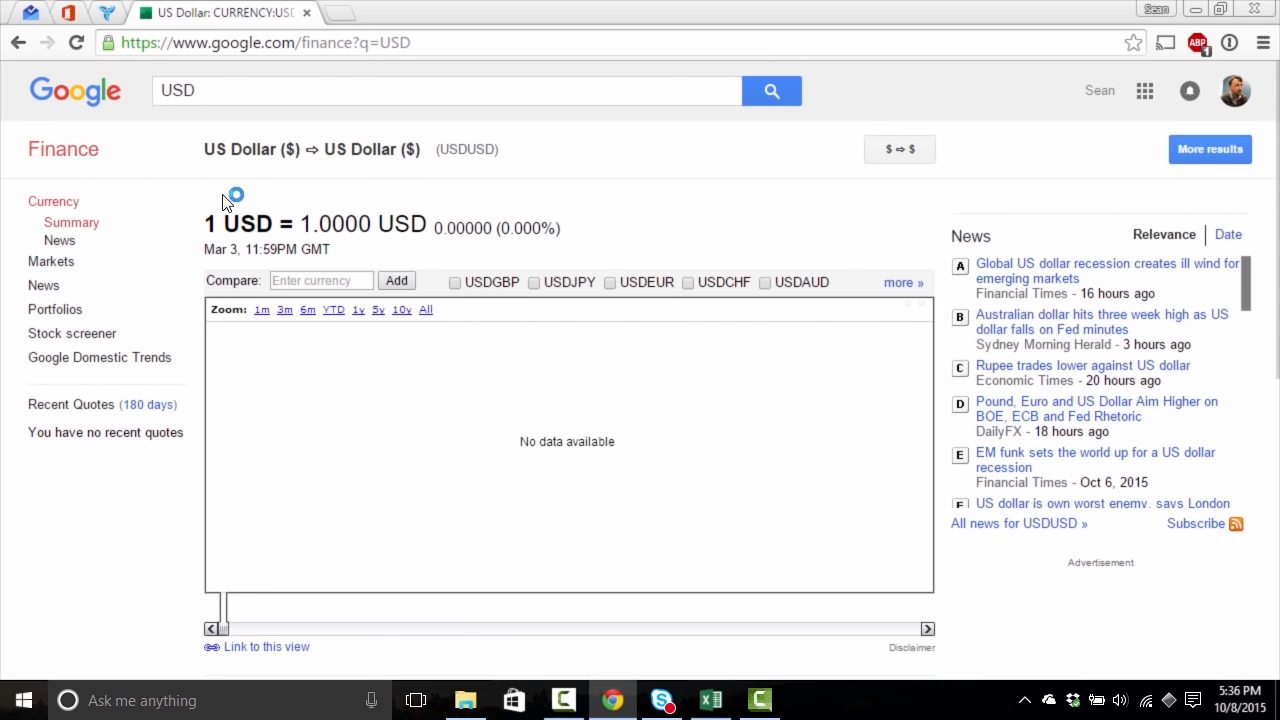 US Dollar: CURRENCY:USD
Sean
https://www.google.com/finance?q=USD
ABP
1
Google
USD
Sean
Finance
US Dollar ($) ⇨ US Dollar ($) (USDUSD)
$ ⇨ $
More results
Currency
Summary
News
Markets
News
Portfolios
Stock screener
Google Domestic Trends
Recent Quotes (180 days)
You have no recent quotes
1 USD = 1.0000 USD 0.00000 (0.000%)
Mar 3, 11:59PM GMT
Compare: Enter currency Add USDGBP USDJPY USDEUR USDCHF USDAUD more »
Zoom: 1m 3m 6m YTD 1y 5y 10y All
No data available
Link to this view
Disclaimer
News Relevance Date
A Global US dollar recession creates ill wind for
emerging markets
Financial Times - 16 hours ago
B Australian dollar hits three week high as US
dollar falls on Fed minutes
Sydney Morning Herald - 3 hours ago
C Rupee trades lower against US dollar
Economic Times - 20 hours ago
D Pound, Euro and US Dollar Aim Higher on
BOE, ECB and Fed Rhetoric
DailyFX - 18 hours ago
E EM funk sets the world up for a US dollar
recession
Financial Times - Oct 6, 2015
F US dollar is own worst enemy, says London
All news for USDUSD » Subscribe
Advertisement
Ask me anything
5:36 PM
10/8/2015